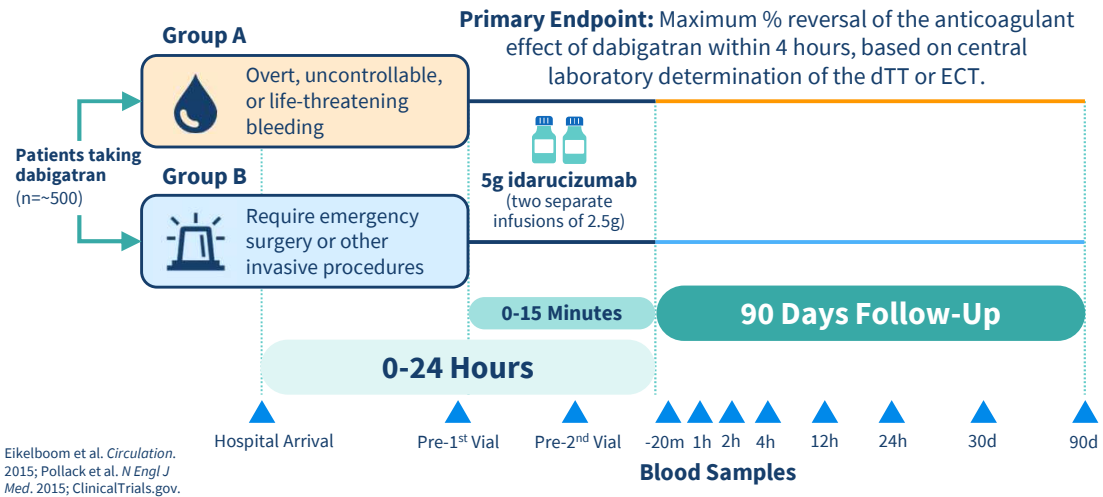 Primary Endpoint: Maximum % reversal of the anticoagulant
effect of dabigatran within 4 hours, based on central
laboratory determination of the dTT or ECT.
Group A
Overt, uncontrollable,
or life-threatening
bleeding
Patients taking
dabigatran
(n=~500)
Group B
Require emergency
surgery or other
invasive procedures
5g idarucizumab
(two separate
infusions of 2.5g)
0-15 Minutes
90 Days Follow-Up
0-24 Hours
Hospital Arrival
Pre-1st Vial
Pre-2nd Vial
-20m
1h
2h
4h
12h
24h
30d
90d
Blood Samples
Eikelboom et al. Circulation.
2015; Pollack et al. N Engl J
Med. 2015; ClinicalTrials.gov.